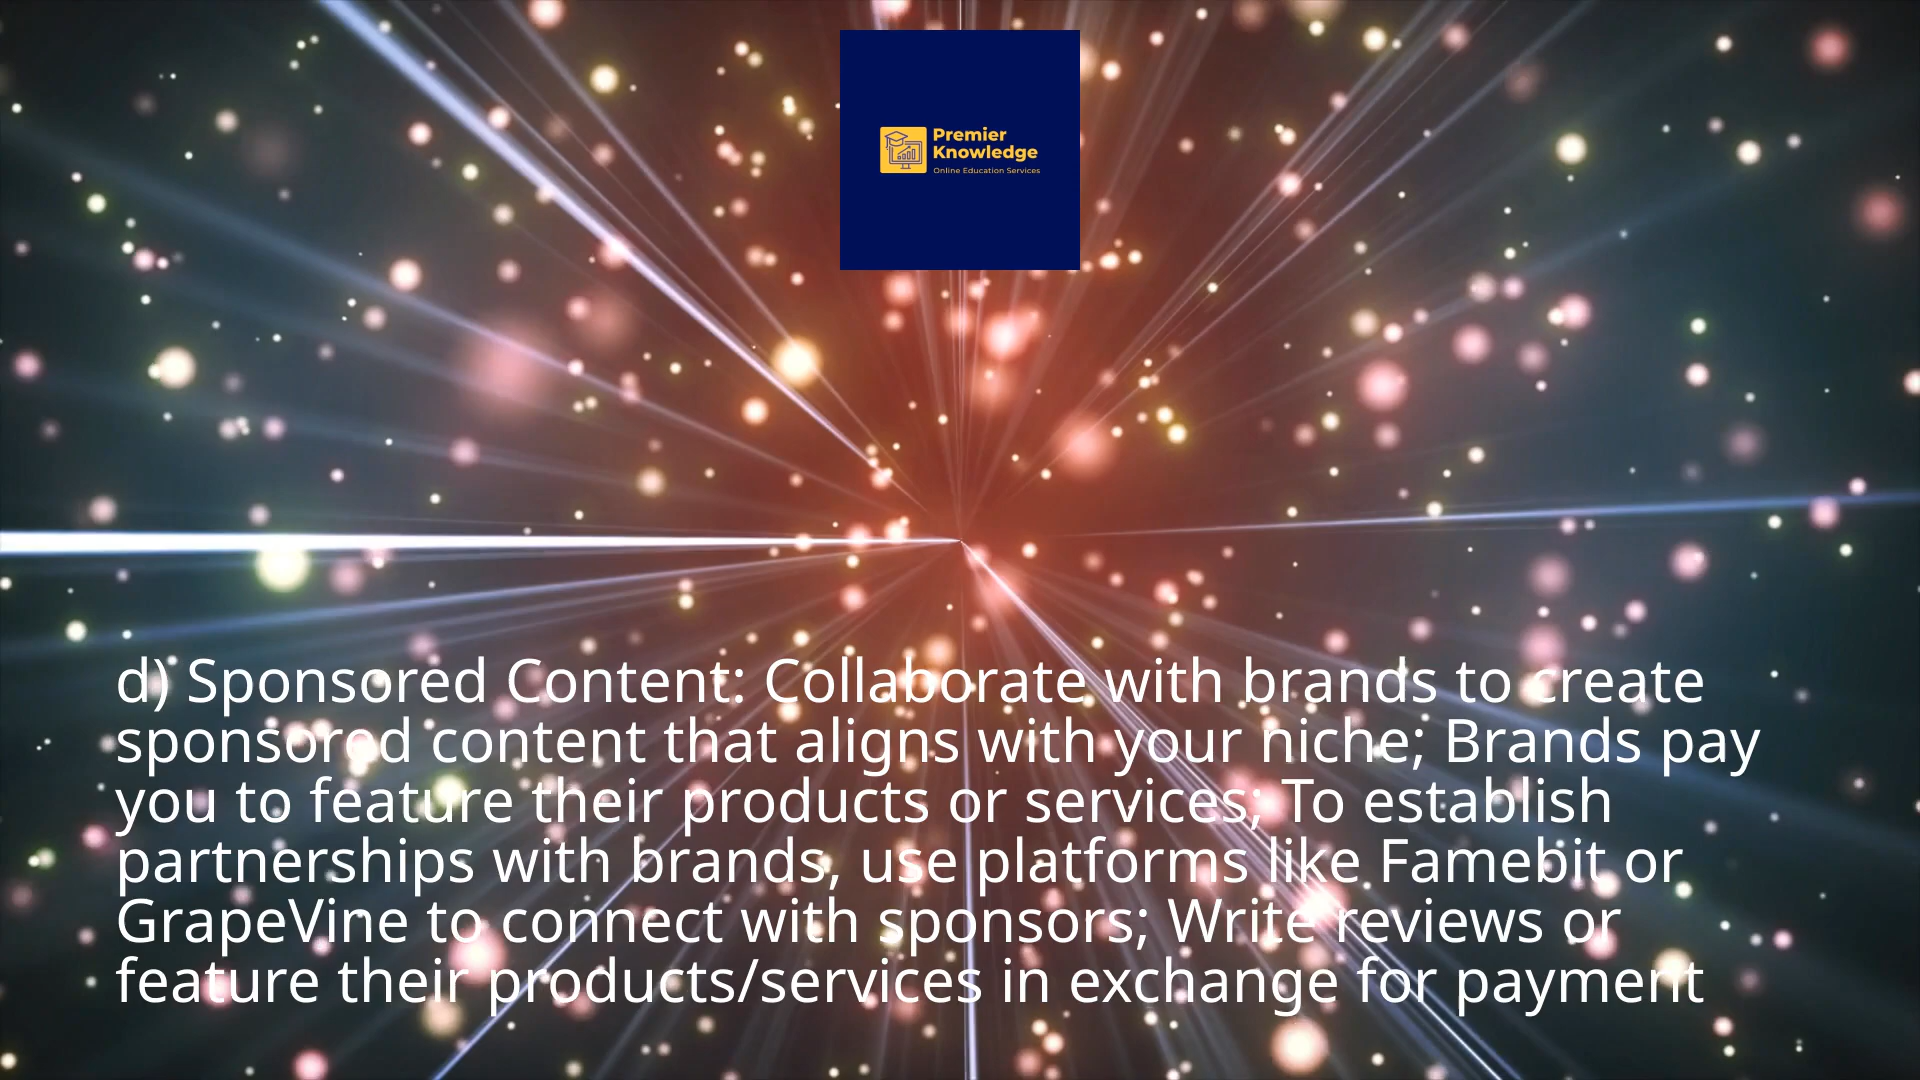 Premier
Knowledge
Online Education Services
d) Sponsored Content: Collaborate with brands to create
sponsored content that aligns with your niche; Brands pay
you to feature their products or services; To establish
partnerships with brands, use platforms like Famebit or
GrapeVine to connect with sponsors; Write reviews or
feature their products/services in exchange for payment